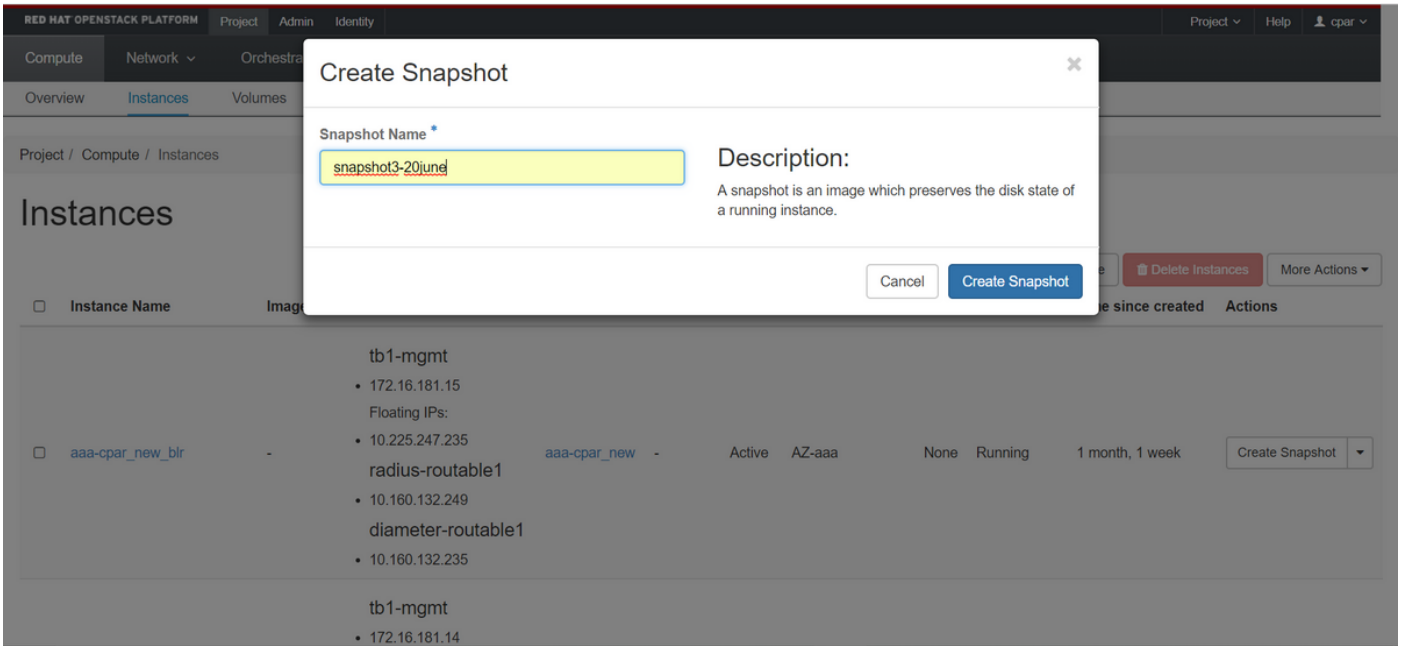 RED HAT OPENSTACK PLATFORM Project Admin Identity Project Help cpar
Compute Network Orchestra
Overview Instances Volumes
Project / Compute / Instances
Instances
Create Snapshot
Snapshot Name *
snapshot3-20june
Description:
A snapshot is an image which preserves the disk state of
a running instance.
Cancel Create Snapshot
e Delete Instances More Actions
Instance Name Image e since created Actions
tb1-mgmt
• 172.16.181.15
Floating IPs:
• 10.225.247.235
aaa-cpar_new_blr - aaa-cpar_new - Active AZ-aaa None Running 1 month, 1 week Create Snapshot
radius-routable1
• 10.160.132.249
diameter-routable1
• 10.160.132.235
tb1-mgmt
• 172.16.181.14